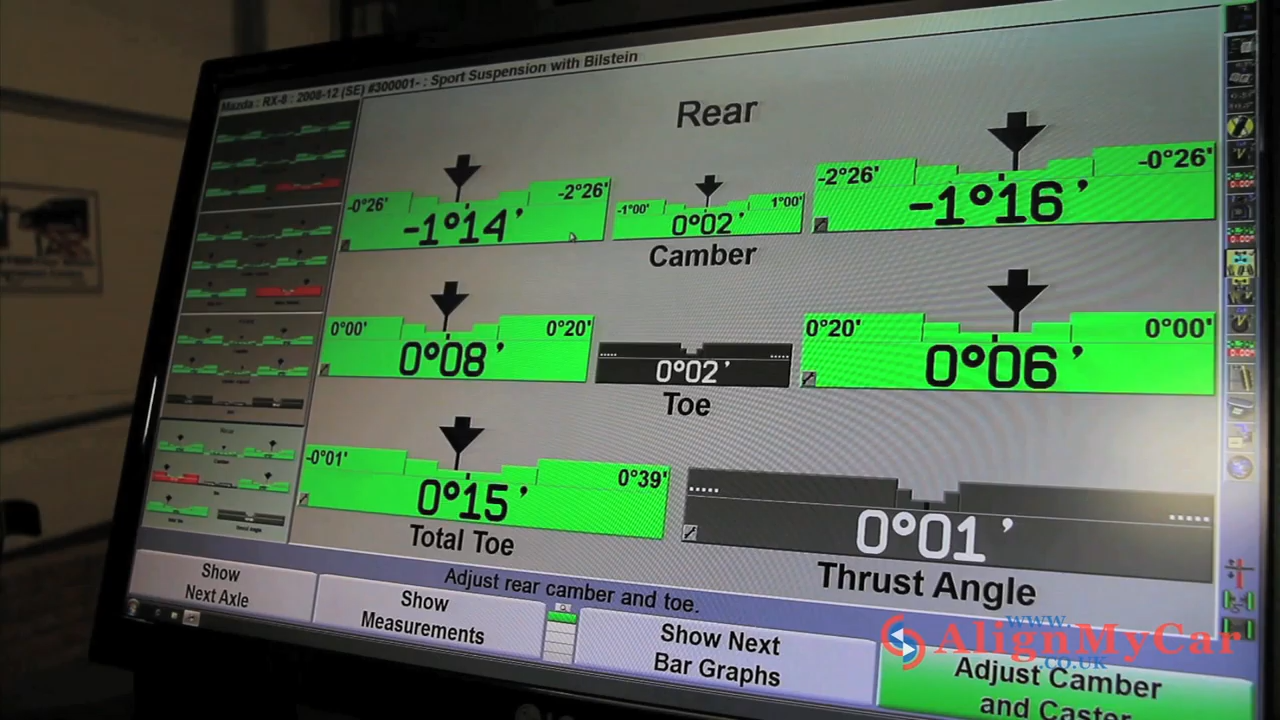 Mazda : RX-8 : 2008-12 (SE) #300001- : Sport Suspension with Bilstein
Rear
-0°26' -2°26' -1°14'
-1°00' 1°00' 0°02'
-2°26' -0°26' -1°16'
Camber
0°00' 0°20' 0°08'
0°02'
0°20' 0°00' 0°06'
Toe
-0°01' 0°39' 0°15'
0°01'
Total Toe
Thrust Angle
Adjust rear camber and toe.
Show
Next Axle
Show
Measurements
Show Next
Bar Graphs
Adjust Camber
and Caster
WWW.
AlignMyCar
.CO.UK